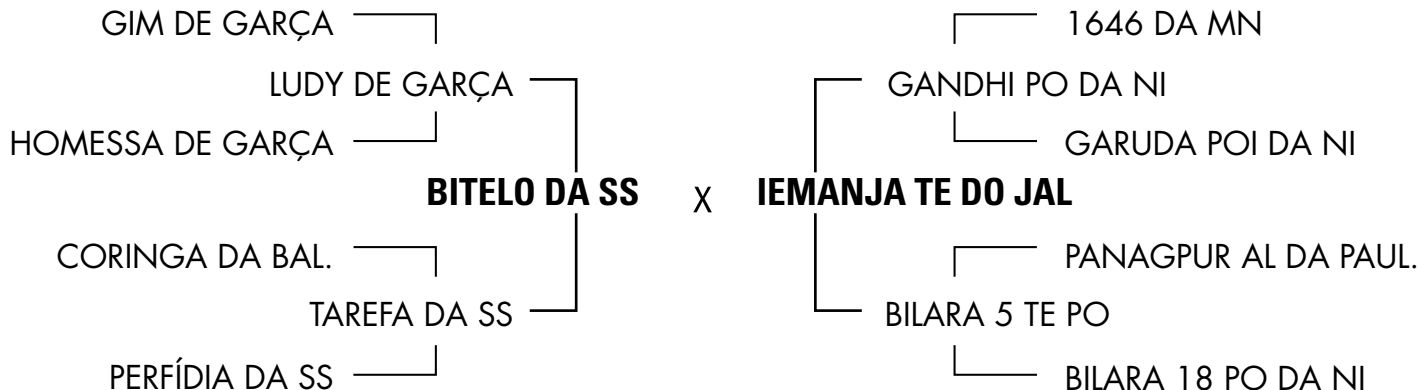 GIM DE GARÇA 1646 DA MN
LUDY DE GARÇA GANDHI PO DA NI
HOMESSA DE GARÇA GARUDA POI DA NI
BITELO DA SS X IEMANJA TE DO JAL
CORINGA DA BAL. PANAGPUR AL DA PAUL.
TAREFA DA SS BILARA 5 TE PO
PERFÍDIA DA SS BILARA 18 PO DA NI